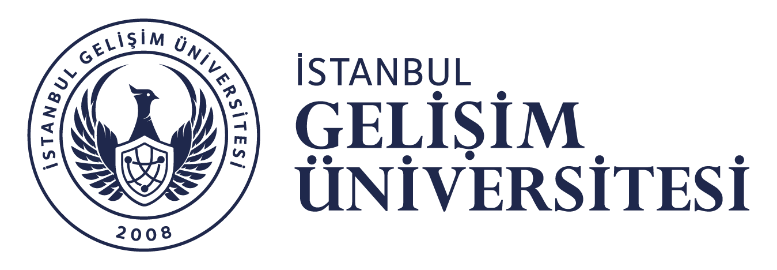 İSTANBUL GELİŞİM ÜNİVERSİTESİ
2008
İSTANBUL
GELİŞİM
ÜNİVERSİTESİ